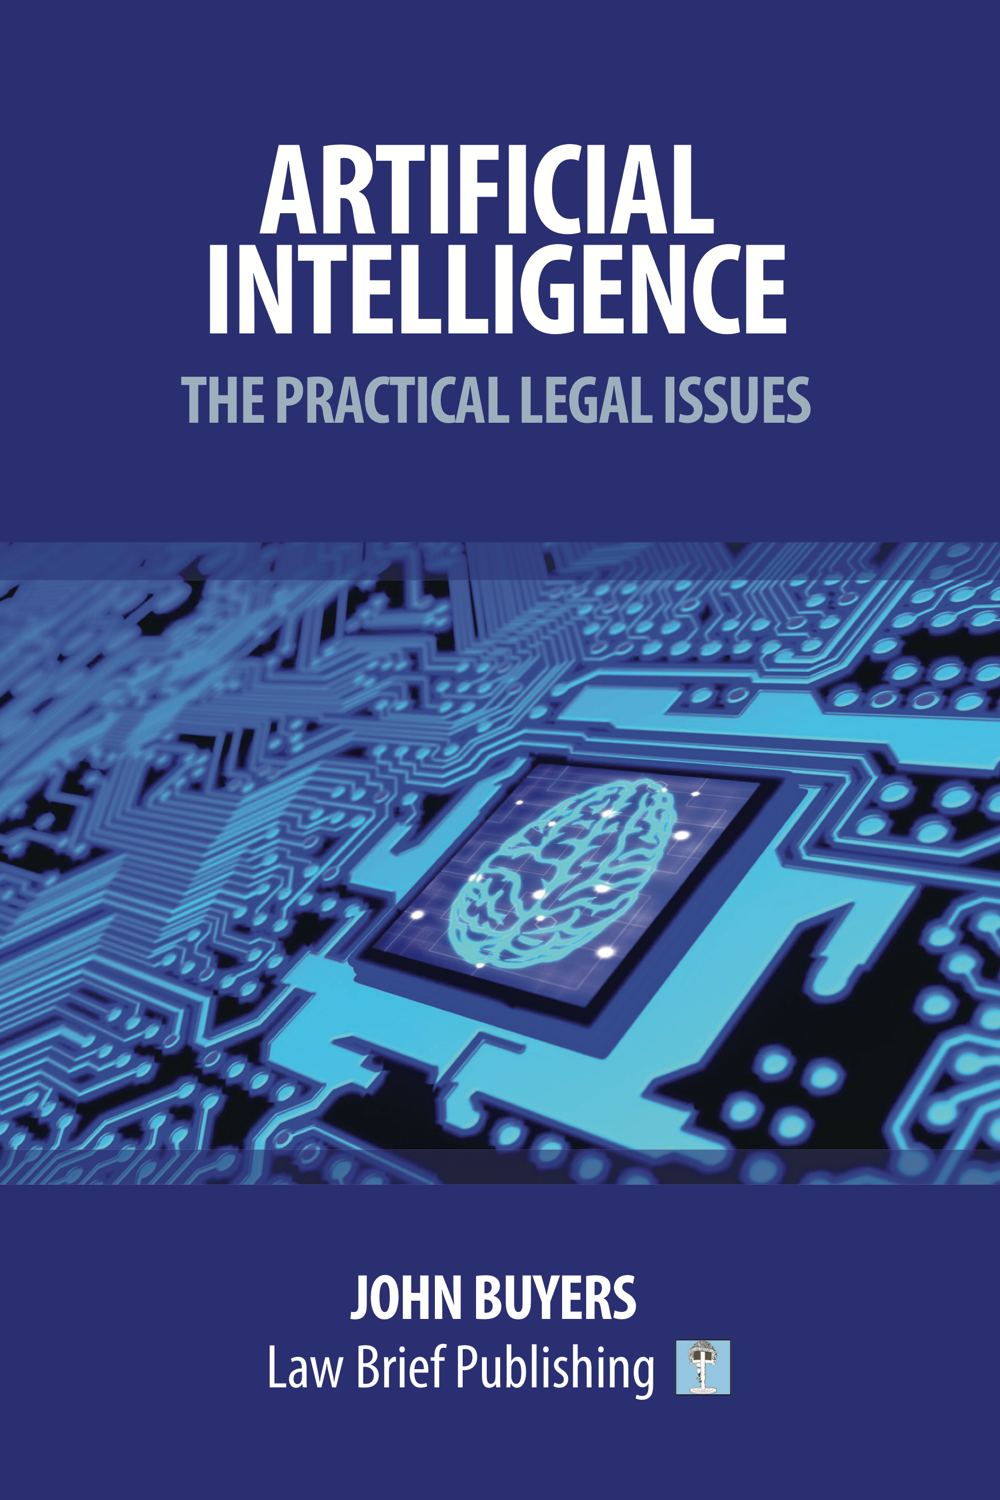 ARTIFICIAL
INTELLIGENCE
THE PRACTICAL LEGAL ISSUES
JOHN BUYERS
Law Brief Publishing